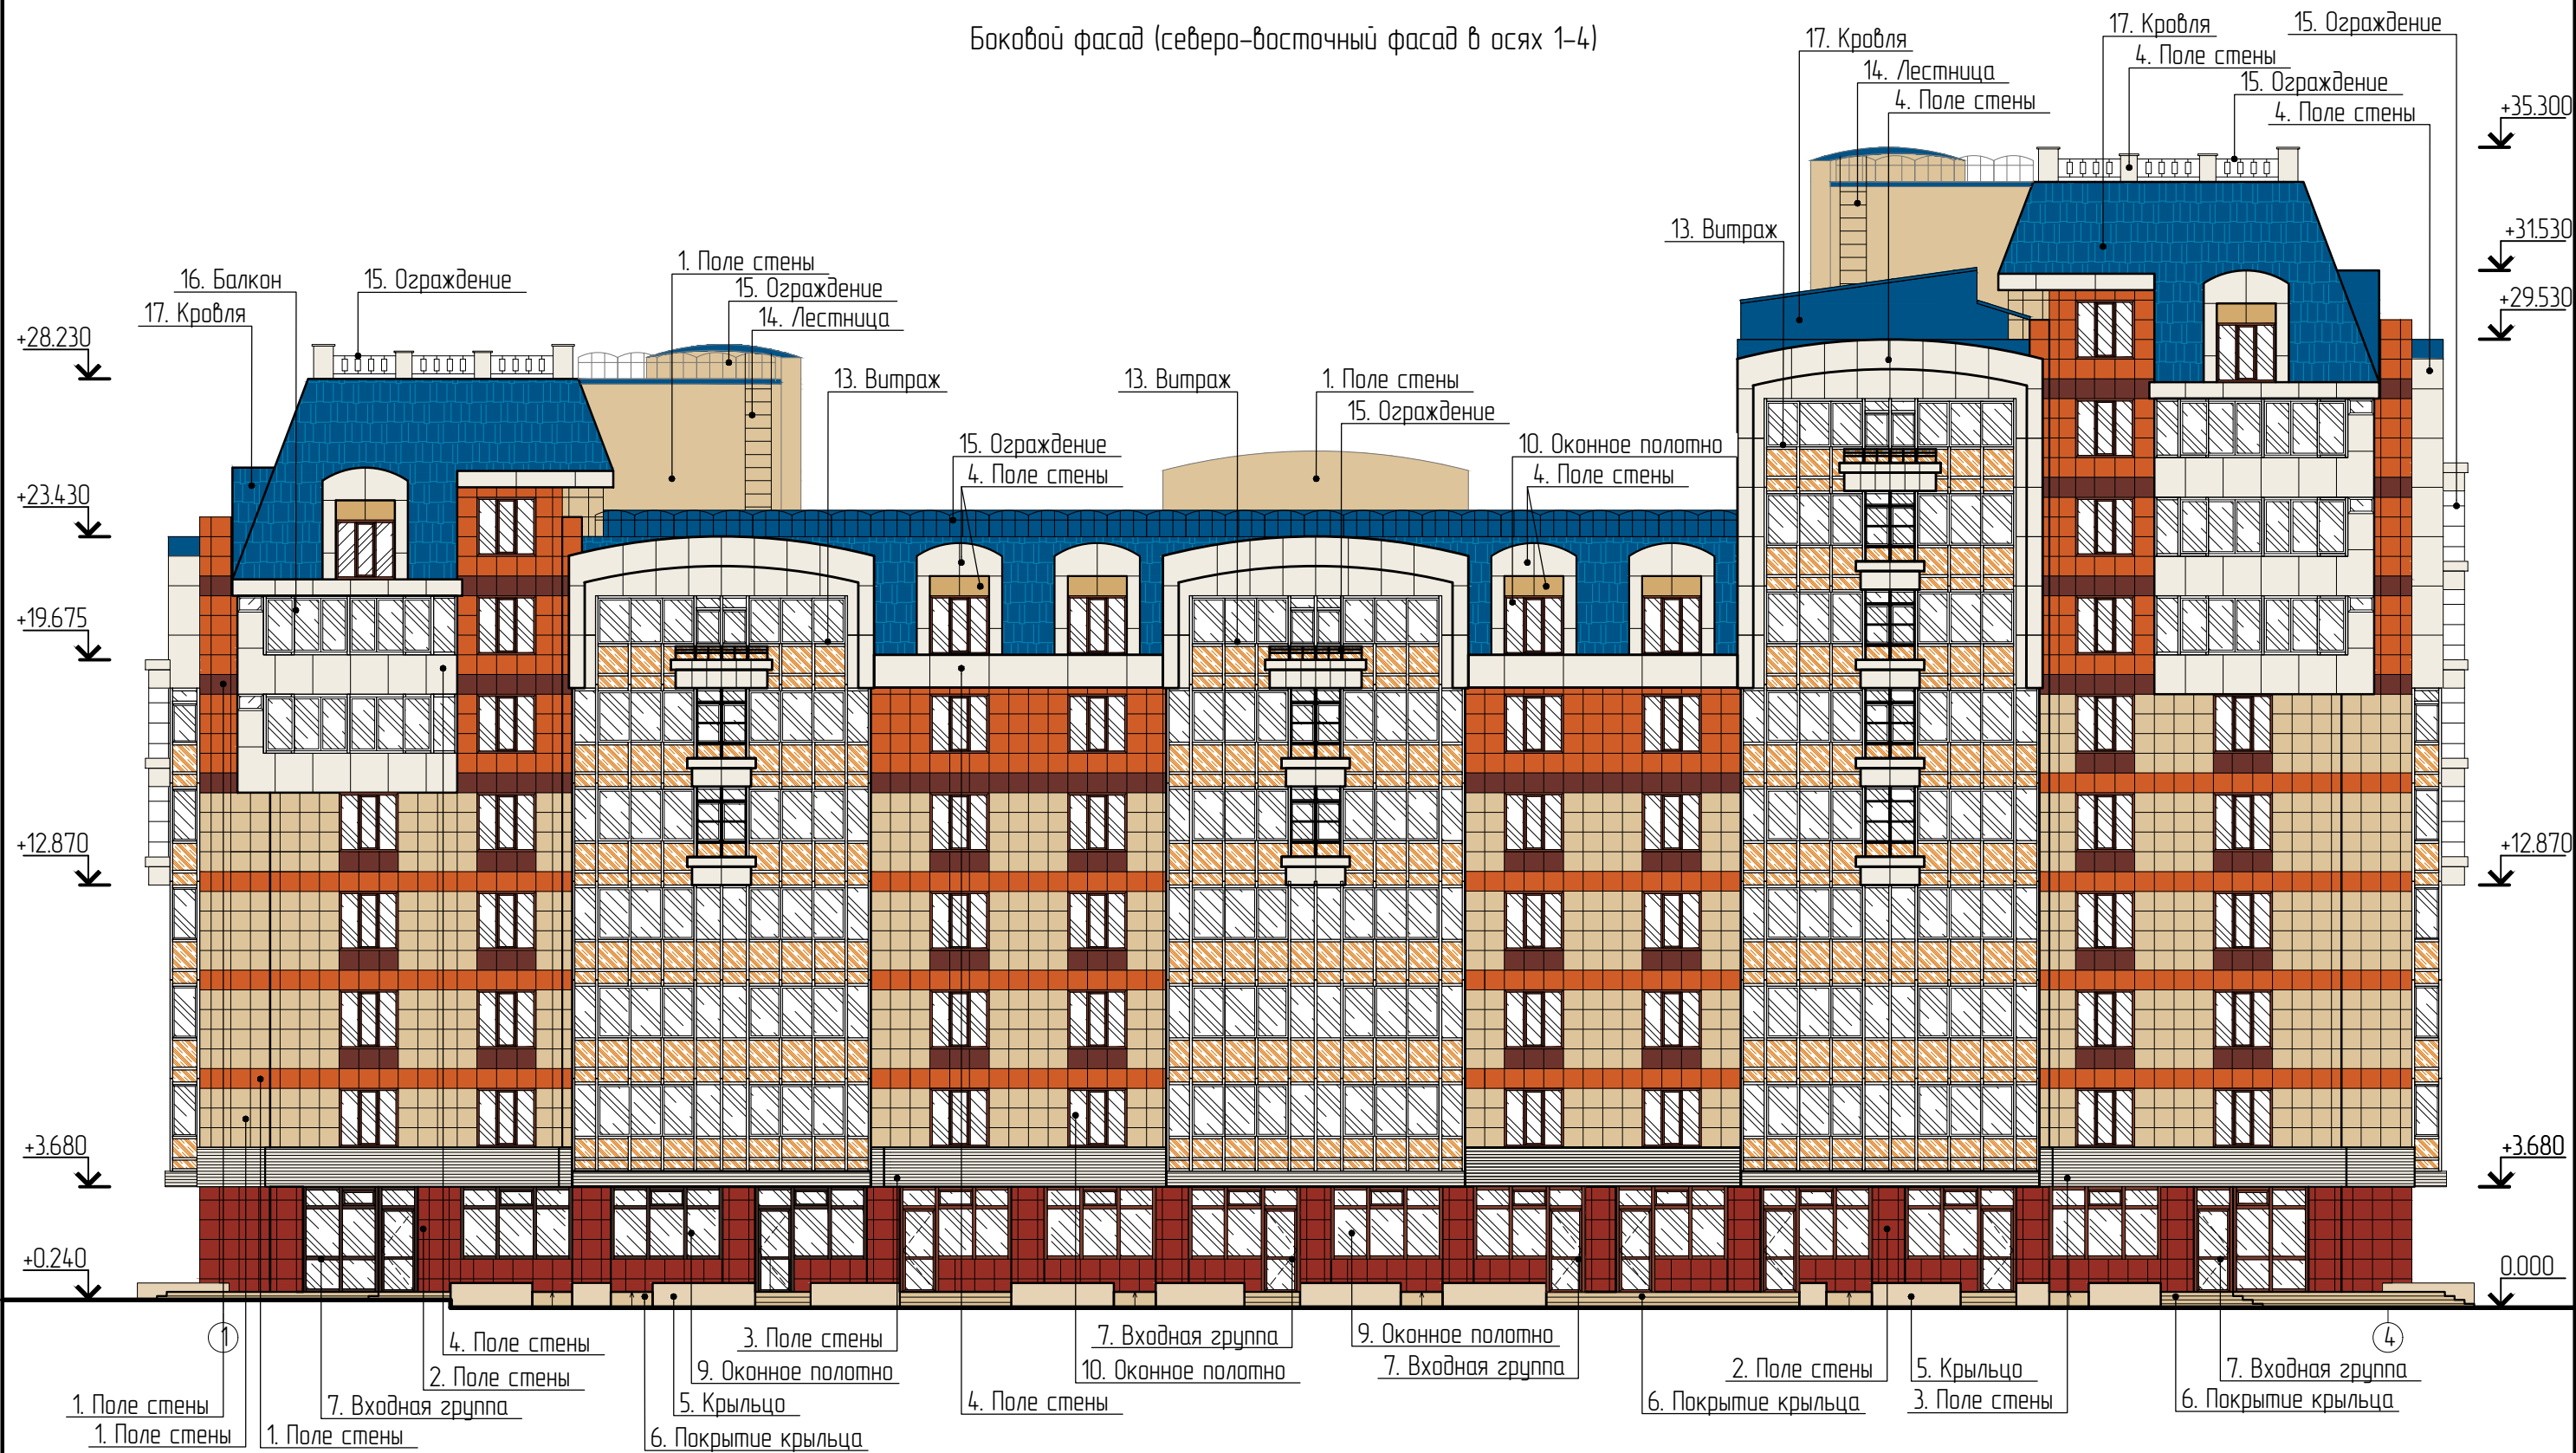 Боковой фасад (северо-восточный фасад в осях 1-4)
17. Кровля
17. Кровля
15. Ограждение
14. Лестница
4. Поле стены
4. Поле стены
15. Ограждение
4. Поле стены
+35.300
13. Витраж
+31.530
+29.530
16. Балкон
15. Ограждение
1. Поле стены
15. Ограждение
17. Кровля
14. Лестница
+28.230
13. Витраж
13. Витраж
1. Поле стены
15. Ограждение
15. Ограждение
4. Поле стены
10. Оконное полотно
4. Поле стены
+23.430
+19.675
+12.870
+12.870
+3.680
+3.680
+0.240
0.000
1
4
4. Поле стены
3. Поле стены
7. Входная группа
9. Оконное полотно
2. Поле стены
9. Оконное полотно
10. Оконное полотно
7. Входная группа
2. Поле стены
5. Крыльцо
7. Входная группа
1. Поле стены
7. Входная группа
5. Крыльцо
4. Поле стены
6. Покрытие крыльца
3. Поле стены
6. Покрытие крыльца
1. Поле стены
1. Поле стены
6. Покрытие крыльца